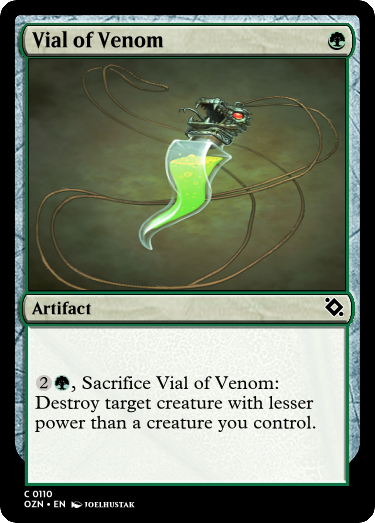 Vial of Venom
Artifact
2, Sacrifice Vial of Venom:
Destroy target creature with lesser
power than a creature you control.
C 0110
OZN • EN JOELHUSTAK